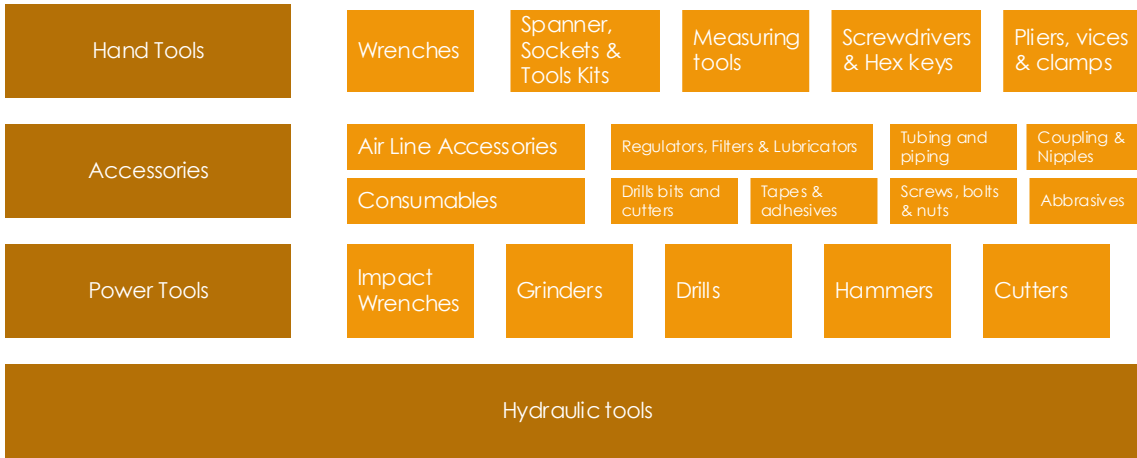 Hand Tools
Wrenches
Spanner,
Sockets &
Tools Kits
Measuring
tools
Screwdrivers
& Hex keys
Pliers, vices
& clamps
Accessories
Air Line Accessories
Regulators, Filters & Lubricators
Tubing and
piping
Coupling &
Nipples
Consumables
Drills bits and
cutters
Tapes &
adhesives
Screws, bolts
& nuts
Abbrasives
Power Tools
Impact
Wrenches
Grinders
Drills
Hammers
Cutters
Hydraulic tools